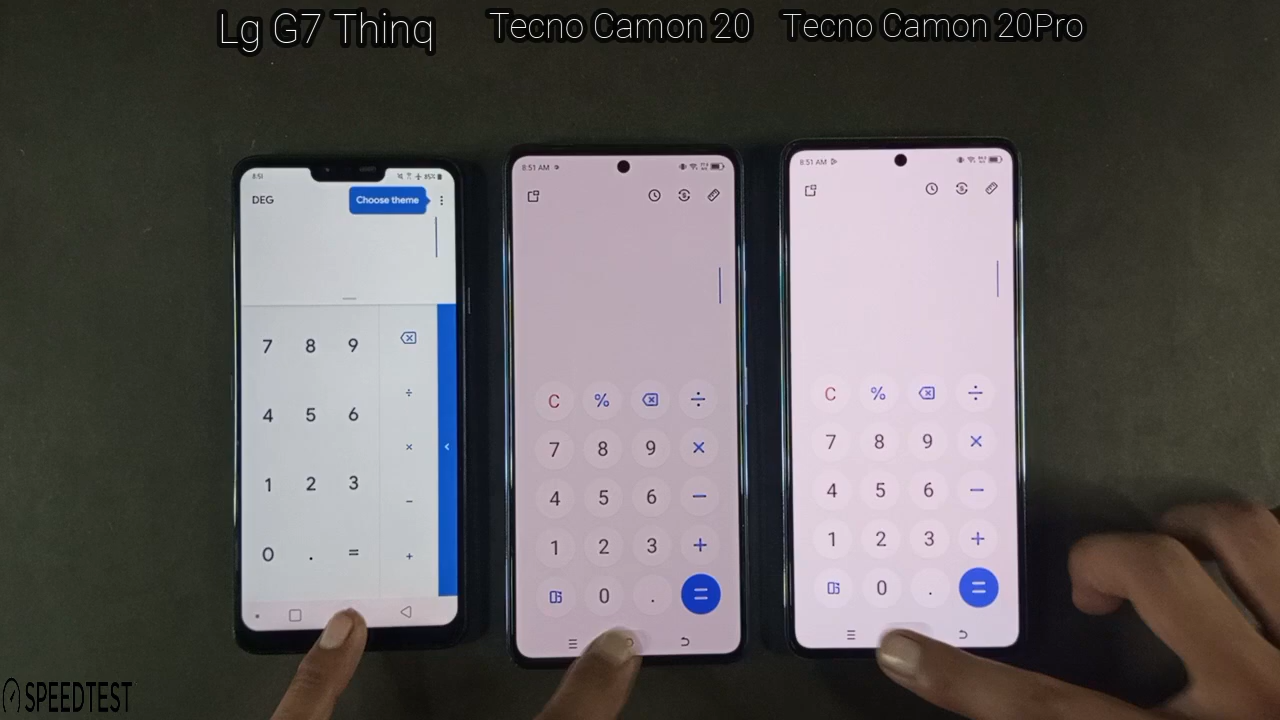 Lg G7 Thinq
Tecno Camon 20
Tecno Camon 20Pro
8:51
85%
DEG
Choose theme
7 8 9
÷
4 5 6
×
1 2 3
−
0 . =
+
8:51 AM
C % ÷
7 8 9 ×
4 5 6 −
1 2 3 +
0 . =
8:51 AM
C % ÷
7 8 9 ×
4 5 6 −
1 2 3 +
0 . =
SPEEDTEST